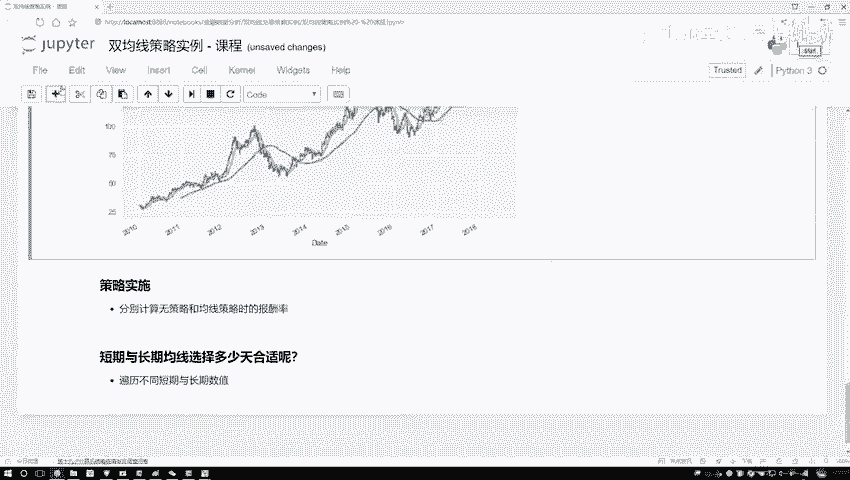 双均线策略实例 - 课程 (unsaved changes)
jupyter
File Edit View Insert Cell Kernel Widgets Help
Trusted
Python 3
Code
100
75
50
25
2010 2011 2012 2013 2014 2015 2016 2017 2018
Date
策略实施
分别计算无策略和均线策略时的报酬率
短期与长期均线选择多少天合适呢？
遍历不同短期与长期数值